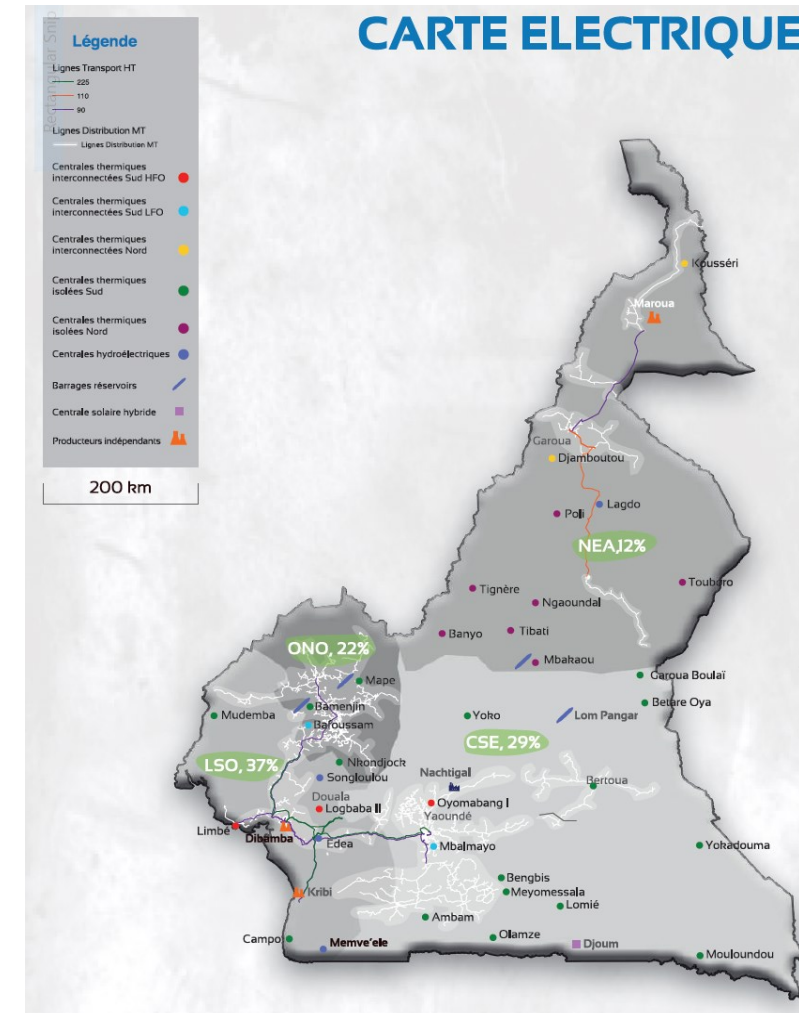 CARTE ELECTRIQUE
Rectangular Snip
Légende
Lignes Transport HT
225
110
90
Lignes Distribution MT
Lignes Distribution MT
Centrales thermiques
interconnectées Sud HFO
Centrales thermiques
interconnectées Sud LFO
Centrales thermiques
interconnectées Nord
Centrales thermiques
isolées Sud
Centrales thermiques
isolées Nord
Centrales hydroélectriques
Barrages réservoirs
Centrale solaire hybride
Producteurs indépendants
200 km
Kousséri
Maroua
Garoua
Djamboutou
Lagdo
Poli
NEA,12%
Touboro
Tignère
Ngaoundal
Tibati
Banyo
Mbakaou
ONO, 22%
Mape
Caroua Boulaï
Betare Oya
Bamenjin
Mudemba
Bafoussam
Yoko
Lom Pangar
CSE, 29%
LSO, 37%
Nkondjock
Songloulou
Nachtigal
Bertoua
Douala
Logbaba II
Oyomabang I
Yaoundé
Limbé
Dibamba
Edea
Mbalmayo
Yokadouma
Bengbis
Meyomessala
Kribi
Lomié
Ambam
Campo
Memve'ele
Olamze
Djoum
Mouloundou